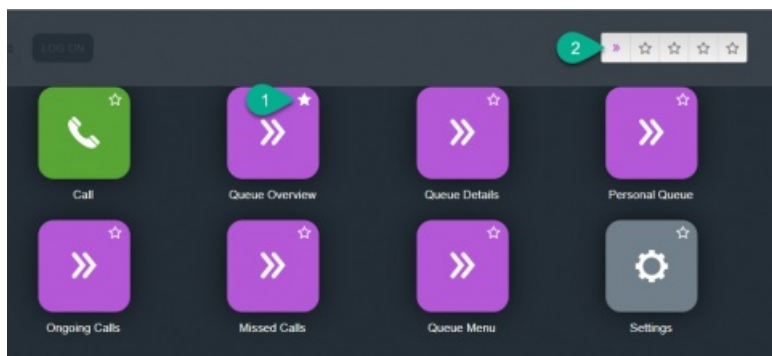 LOG ON
2
1
Call
Queue Overview
Queue Details
Personal Queue
Ongoing Calls
Missed Calls
Queue Menu
Settings